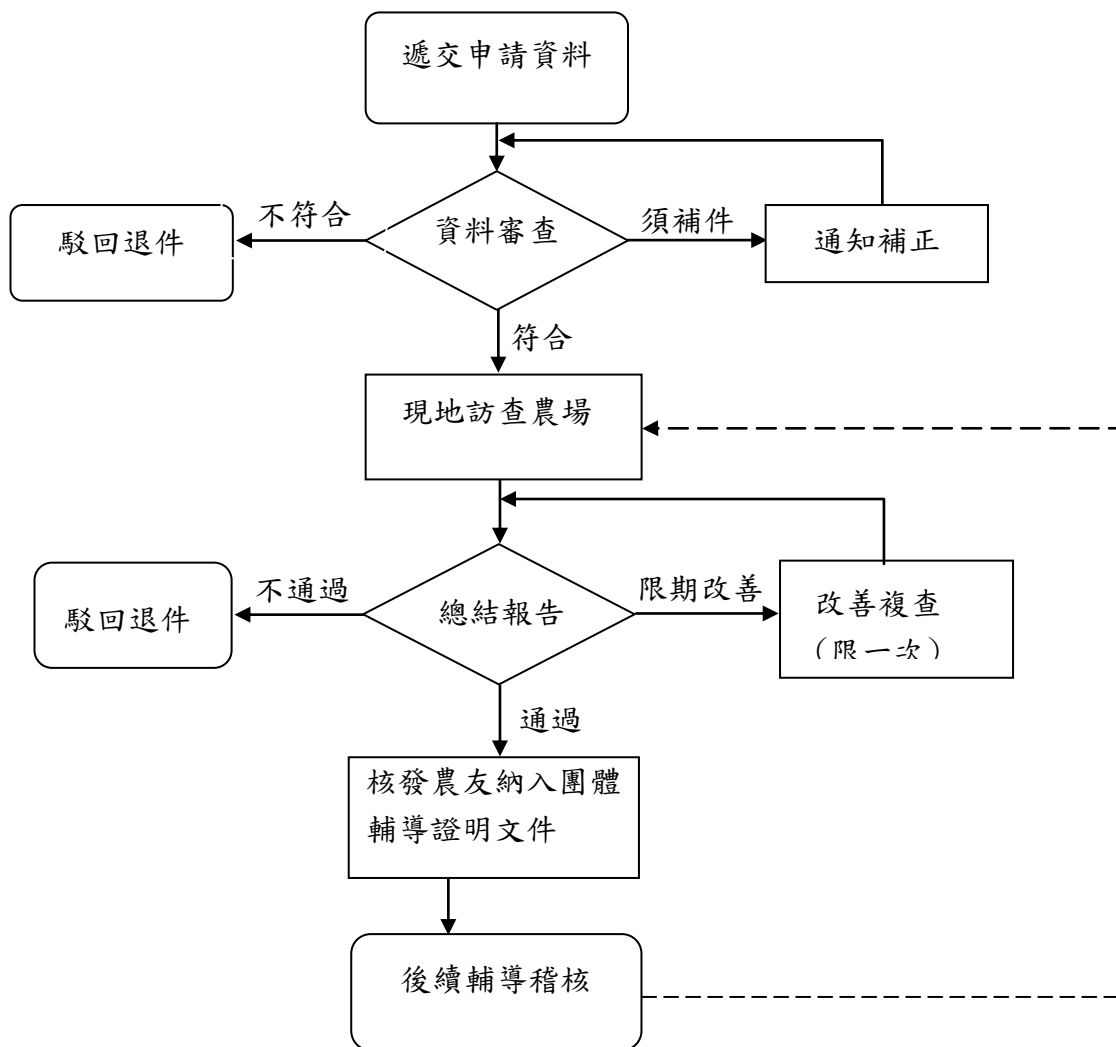 遞交申請資料
不符合
資料審查
須補件
駁回退件
通知補正
符合
現地訪查農場
不通過
總結報告
限期改善
駁回退件
改善複查
（限一次）
通過
核發農友納入團體
輔導證明文件
後續輔導稽核